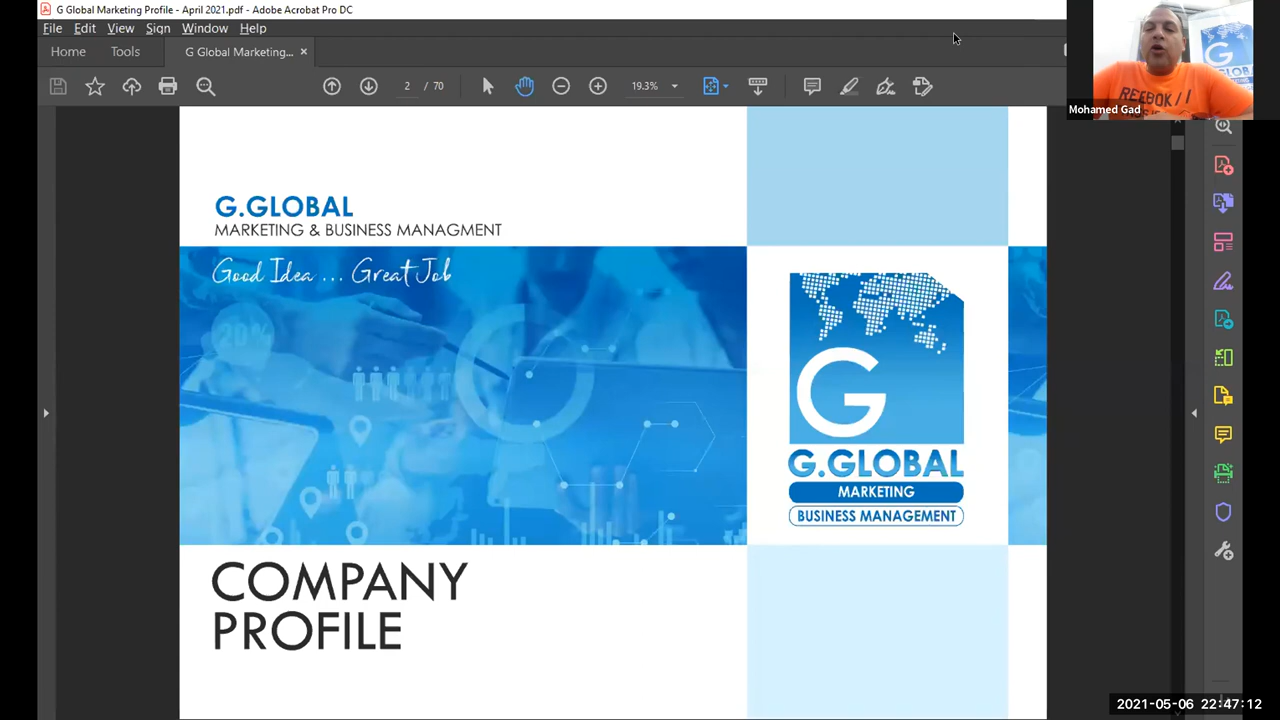 G Global Marketing Profile - April 2021.pdf - Adobe Acrobat Pro DC
File Edit View Sign Window Help
Home Tools G Global Marketing... ×
2 / 70 19.3%
REEBOK //
Mohamed Gad
G.GLOBAL
MARKETING & BUSINESS MANAGMENT
Good Idea ... Great Job
20%
G
G.GLOBAL
MARKETING
BUSINESS MANAGEMENT
COMPANY
PROFILE
2021-05-06 22:47:12